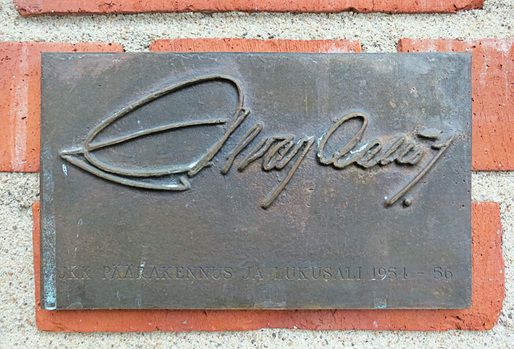 Alvar Aalto
JKK PÄÄRAKENNUS JA LUKUSALI 1954 - 56